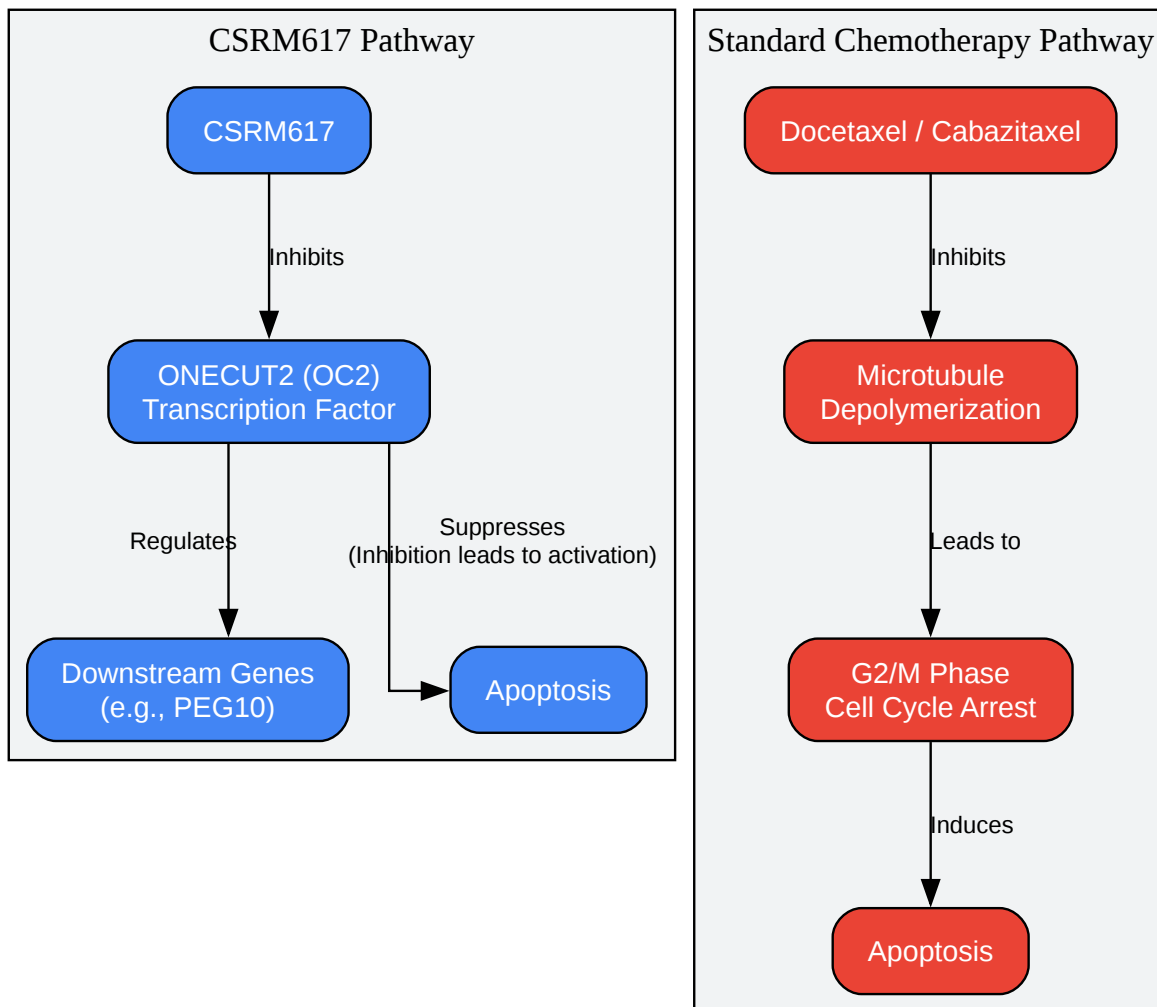 CSRM617 Pathway
CSRM617
Inhibits
ONECUT2 (OC2)
Transcription Factor
Regulates
Suppresses
(Inhibition leads to activation)
Downstream Genes
(e.g., PEG10)
Apoptosis
Standard Chemotherapy Pathway
Docetaxel / Cabazitaxel
Inhibits
Microtubule
Depolymerization
Leads to
G2/M Phase
Cell Cycle Arrest
Induces
Apoptosis